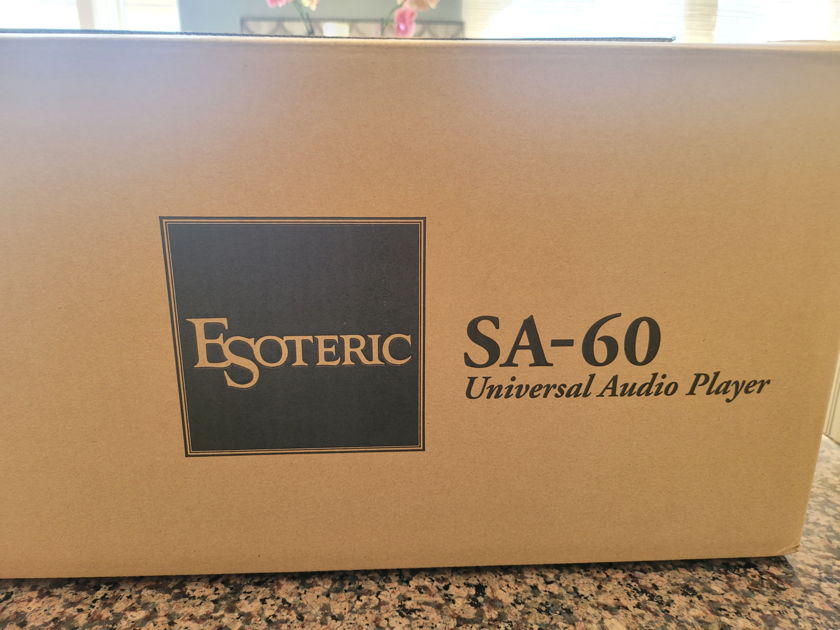 ESOTERIC
SA-60
Universal Audio Player